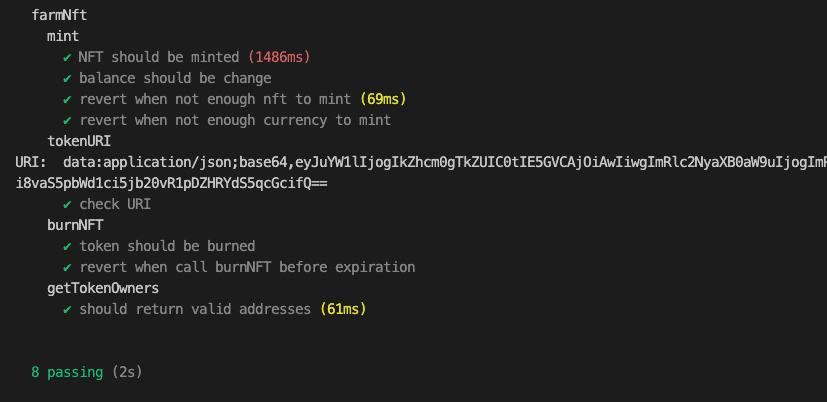 farmNft
mint
✔ NFT should be minted (1486ms)
✔ balance should be change
✔ revert when not enough nft to mint (69ms)
✔ revert when not enough currency to mint
tokenURI
URI:  data:application/json;base64,eyJuYW1lIjogIkZhcm0gTkZUIC0tIE5GVCAjOiAwIiwgImRlc2NyaXB0aW9uIjogImR
i8vaS5pbWd1ci5jb20vR1pDZHRYdS5qcGcifQ==
✔ check URI
burnNFT
✔ token should be burned
✔ revert when call burnNFT before expiration
getTokenOwners
✔ should return valid addresses (61ms)
8 passing (2s)